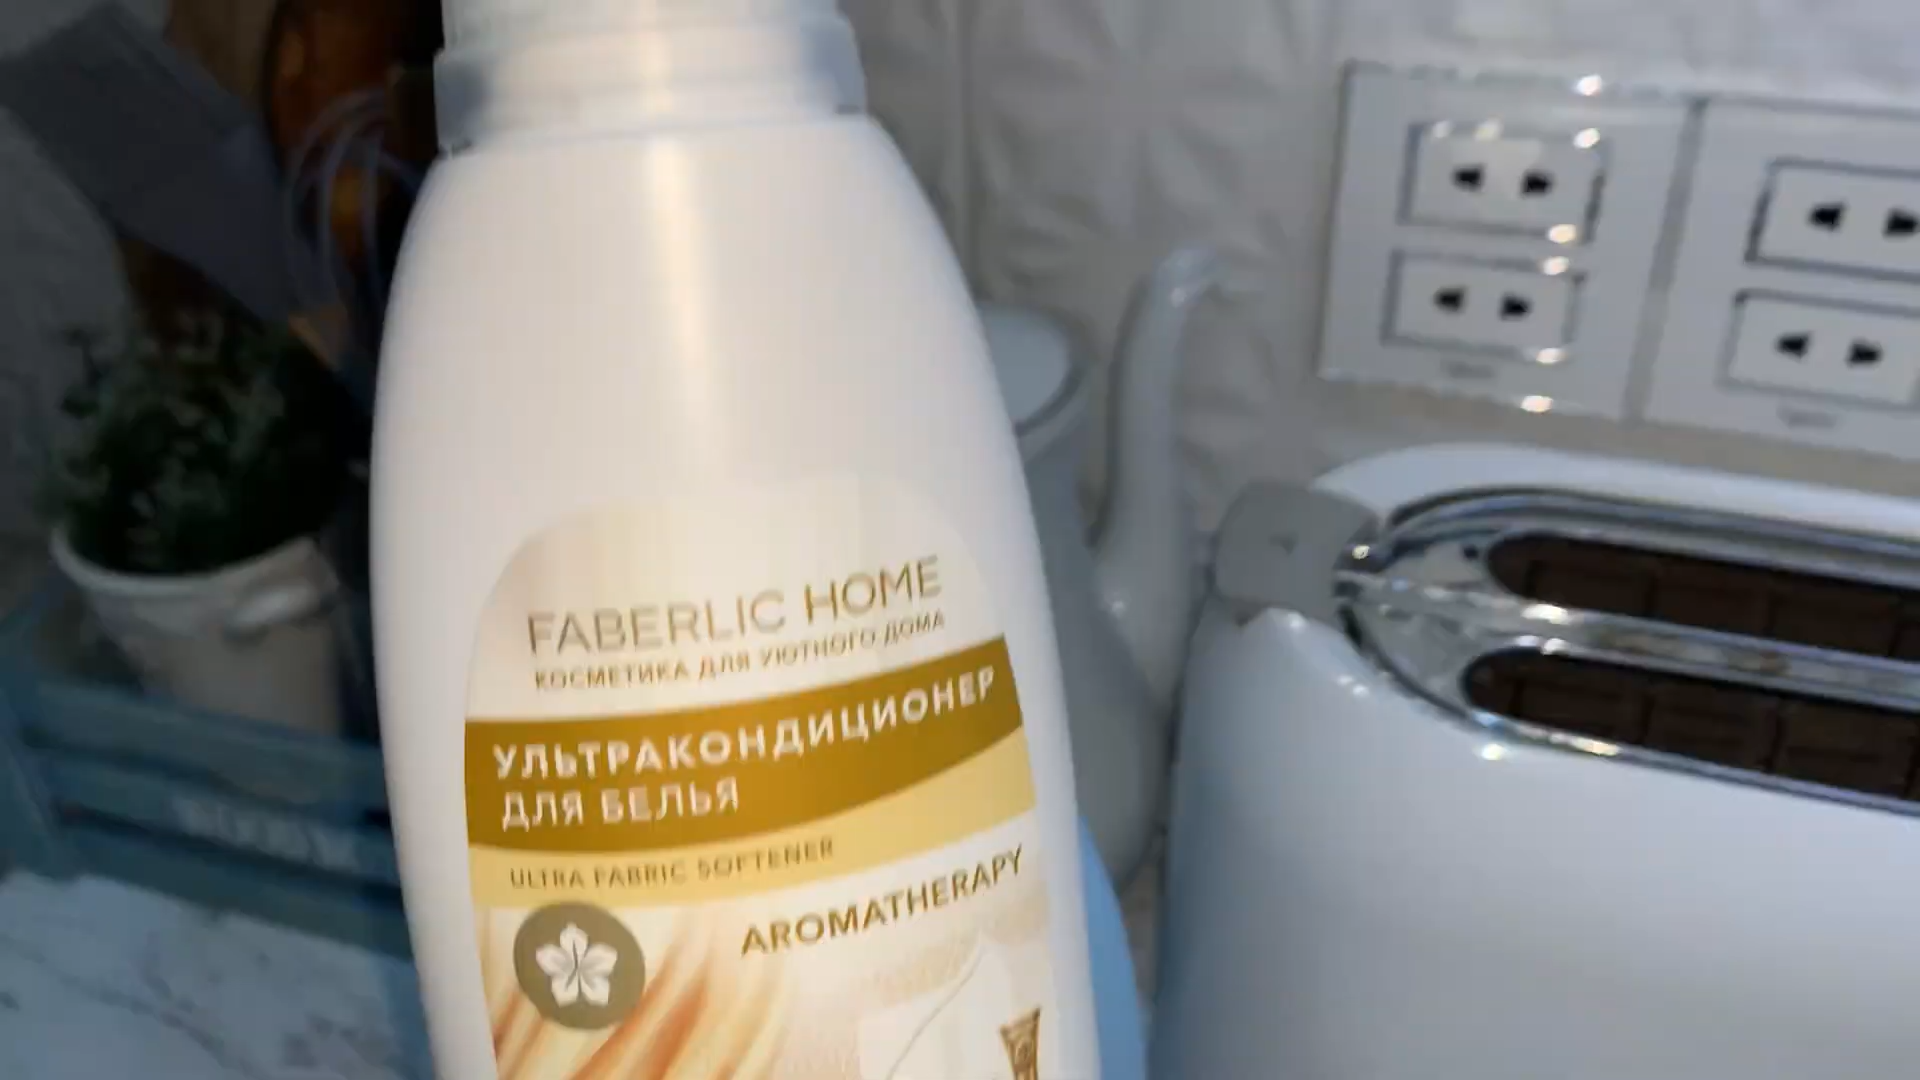 FABERLIC HOME
КОСМЕТИКА ДЛЯ УЮТНОГО ДОМА
УЛЬТРАКОНДИЦИОНЕР
ДЛЯ БЕЛЬЯ
ULTRA FABRIC SOFTENER
AROMATHERAPY